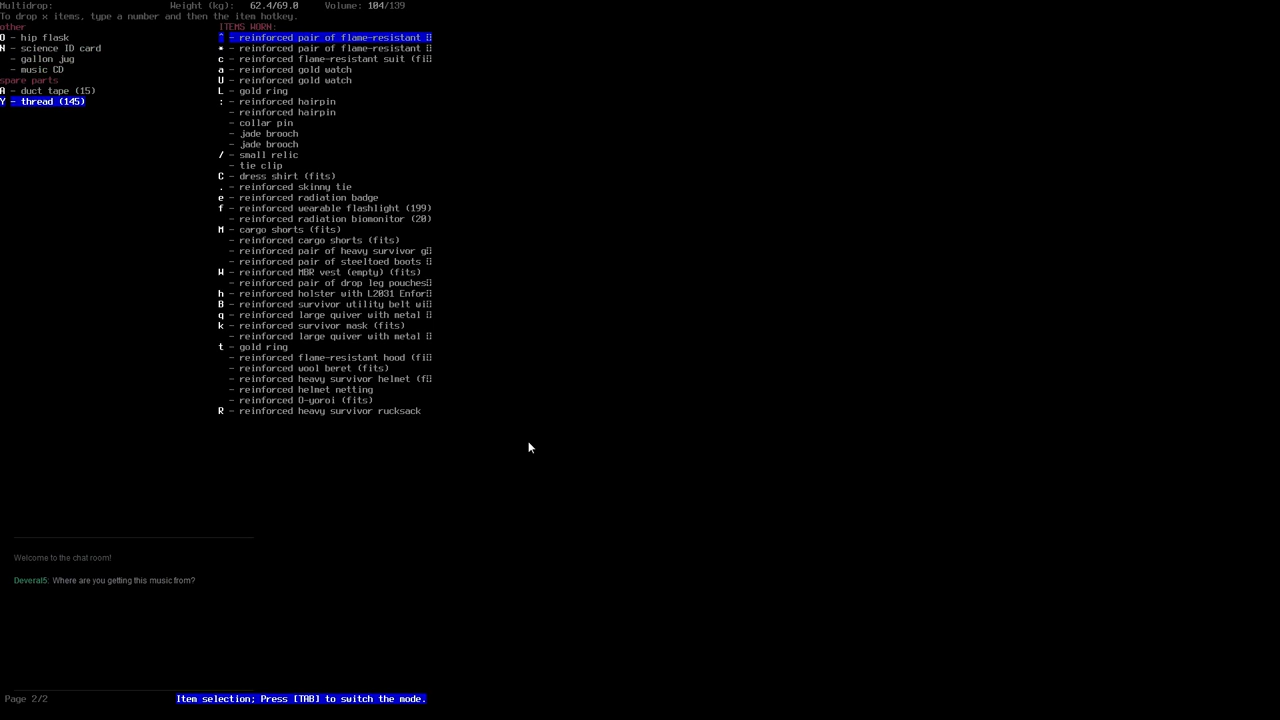 Multidrop: Weight (kg): 62.4/69.0 Volume: 104/139
To drop x items, type a number and then the item hotkey.
other
O - hip flask
N - science ID card
- gallon jug
- music CD
spare parts
A - duct tape (15)
Y - thread (145)
ITEMS WORN:
^ - reinforced pair of flame-resistant
* - reinforced pair of flame-resistant
c - reinforced flame-resistant suit (fi
a - reinforced gold watch
U - reinforced gold watch
L - gold ring
: - reinforced hairpin
- reinforced hairpin
- collar pin
- jade brooch
- jade brooch
/ - small relic
- tie clip
C - dress shirt (fits)
. - reinforced skinny tie
e - reinforced radiation badge
f - reinforced wearable flashlight (199)
- reinforced radiation biomonitor (20)
M - cargo shorts (fits)
- reinforced cargo shorts (fits)
- reinforced pair of heavy survivor g
- reinforced pair of steeltoed boots
W - reinforced MBR vest (empty) (fits)
- reinforced pair of drop leg pouches
h - reinforced holster with L2031 Enfor
B - reinforced survivor utility belt wi
q - reinforced large quiver with metal
k - reinforced survivor mask (fits)
- reinforced large quiver with metal
t - gold ring
- reinforced flame-resistant hood (fi
- reinforced wool beret (fits)
- reinforced heavy survivor helmet (f
- reinforced helmet netting
- reinforced O-yoroi (fits)
R - reinforced heavy survivor rucksack
Welcome to the chat room!
Deveral5: Where are you getting this music from?
Page 2/2 Item selection; Press [TAB] to switch the mode.